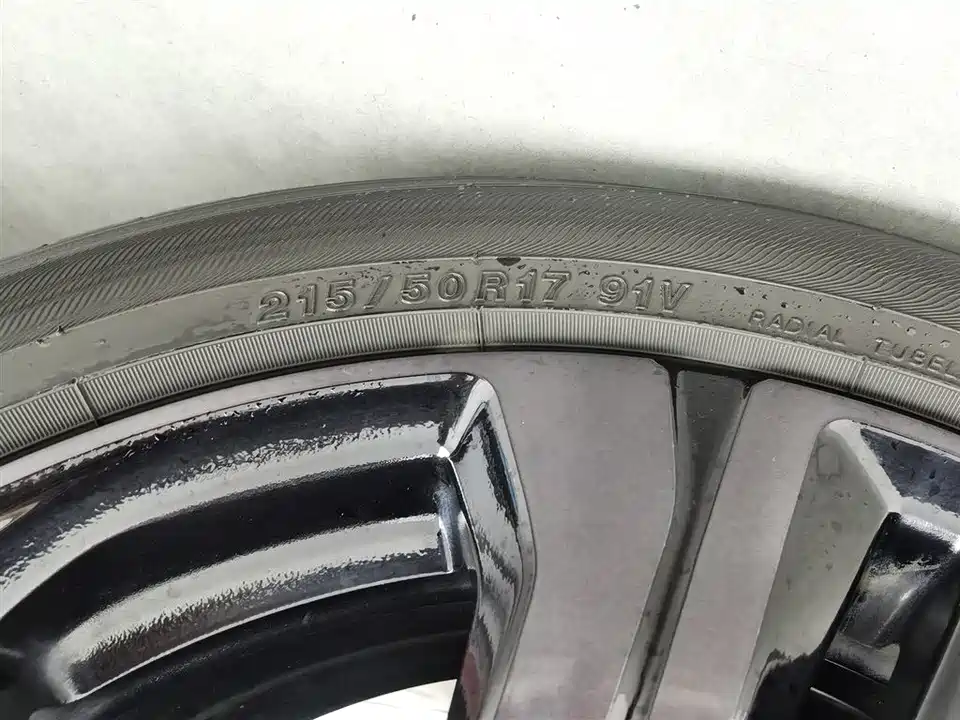 215/50R17 91V
RADIAL TUBEL